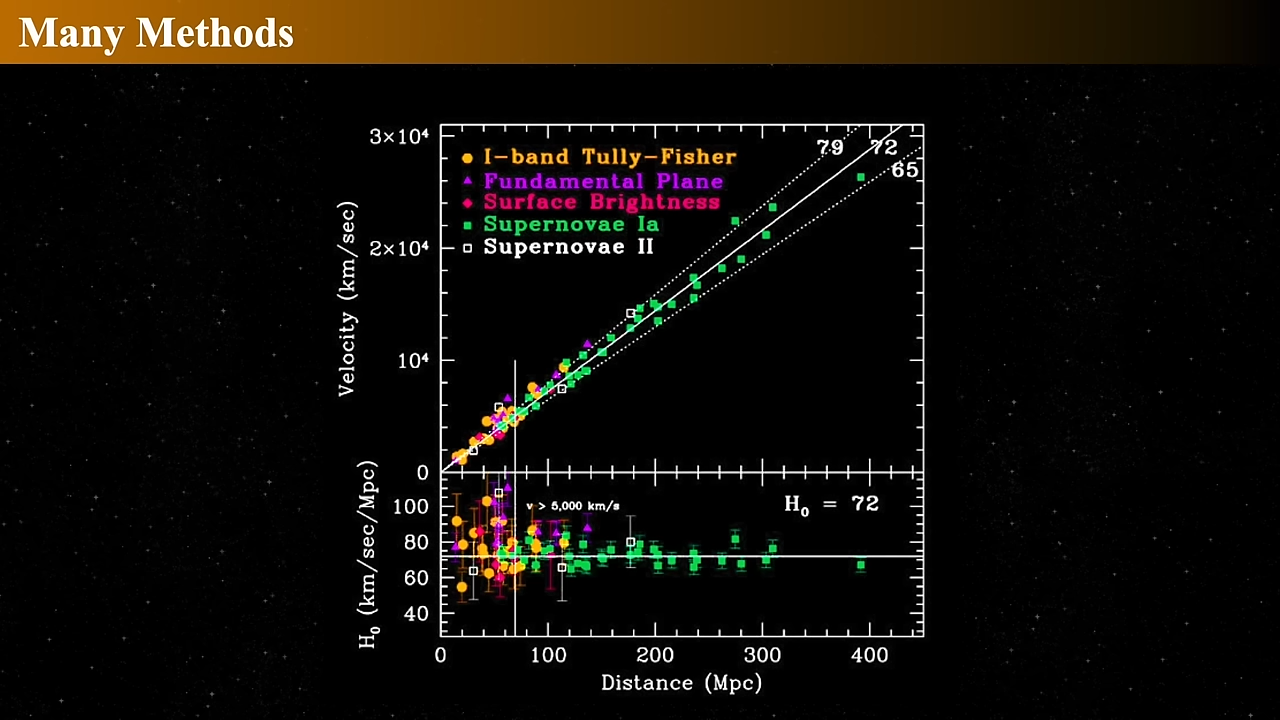 Many Methods
3×10⁴
79 72
I-band Tully-Fisher
65
Fundamental Plane
Surface Brightness
Supernovae Ia
Supernovae II
2×10⁴
Velocity (km/sec)
10⁴
0
v > 5,000 km/s
H₀ = 72
100
80
60
40
H₀ (km/sec/Mpc)
0 100 200 300 400
Distance (Mpc)